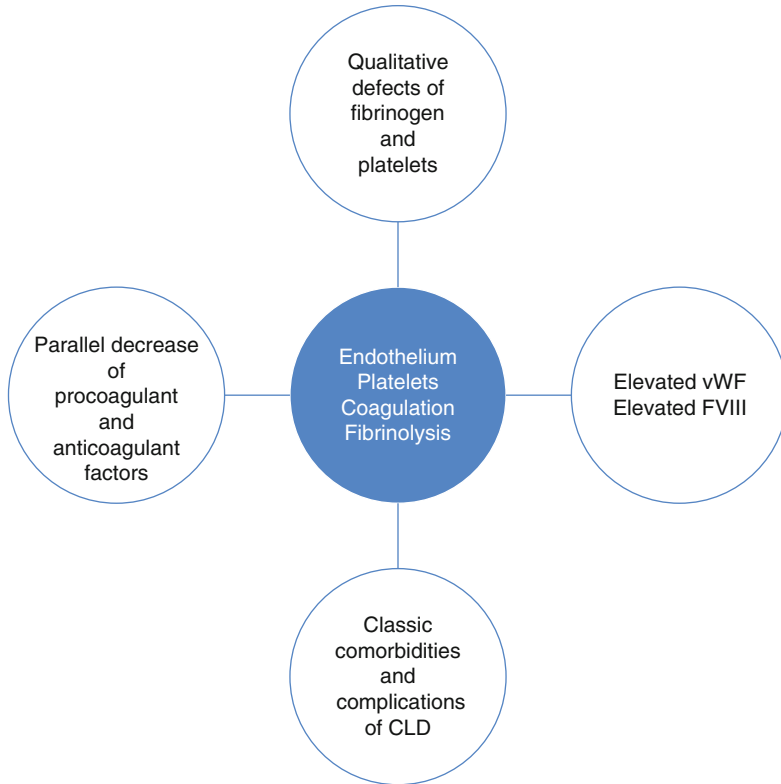 Qualitative
defects of
fibrinogen
and
platelets
Parallel decrease
of
procoagulant
and
anticoagulant
factors
Endothelium
Platelets
Coagulation
Fibrinolysis
Elevated vWF
Elevated FVIII
Classic
comorbidities
and
complications
of CLD